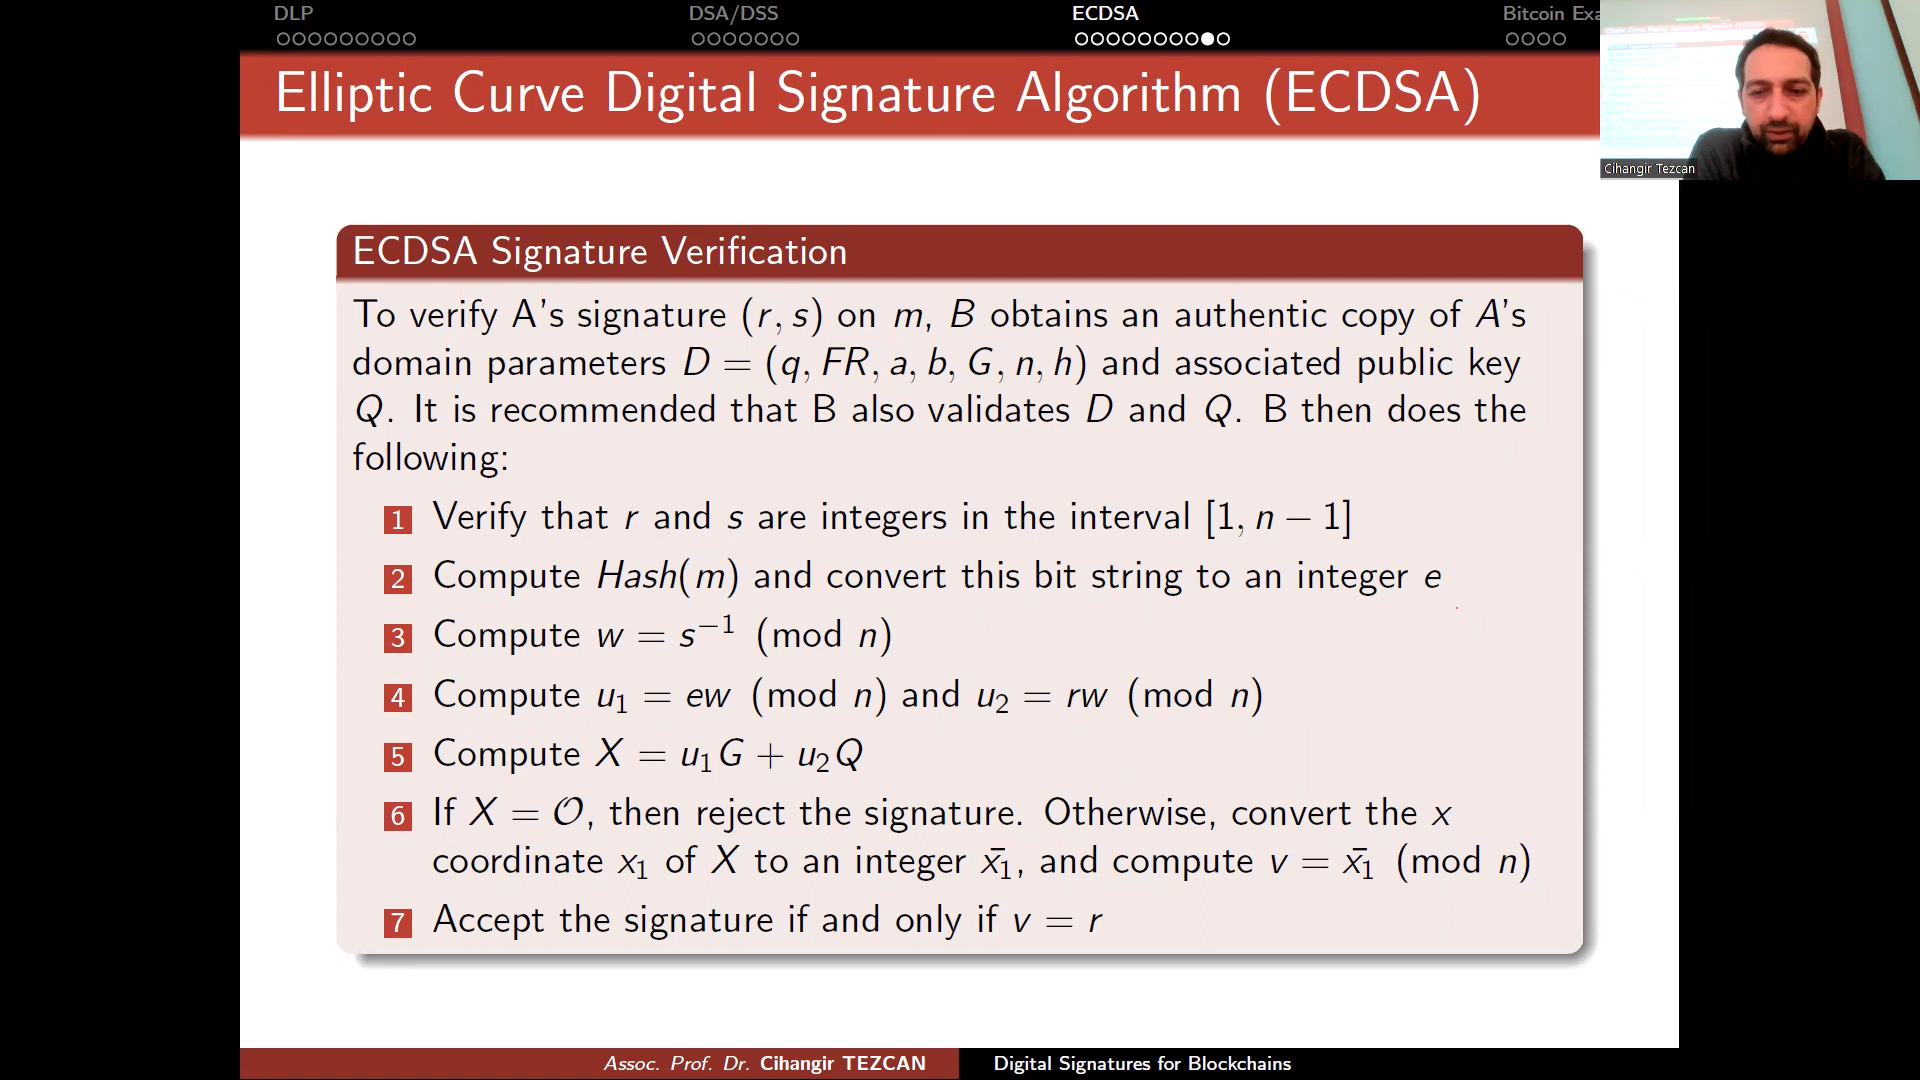 DLP DSA/DSS ECDSA Bitcoin Exa
Elliptic Curve Digital Signature Algorithm (ECDSA)
Cihangir Tezcan
ECDSA Signature Verification
To verify A's signature (r, s) on m, B obtains an authentic copy of A's
domain parameters D = (q, FR, a, b, G, n, h) and associated public key
Q. It is recommended that B also validates D and Q. B then does the
following:
1 Verify that r and s are integers in the interval [1, n − 1]
2 Compute Hash(m) and convert this bit string to an integer e
3 Compute w = s⁻¹ (mod n)
4 Compute u₁ = ew (mod n) and u₂ = rw (mod n)
5 Compute X = u₁G + u₂Q
6 If X = 𝒪, then reject the signature. Otherwise, convert the x
coordinate x₁ of X to an integer x̄₁, and compute v = x̄₁ (mod n)
7 Accept the signature if and only if v = r
Assoc. Prof. Dr. Cihangir TEZCAN Digital Signatures for Blockchains